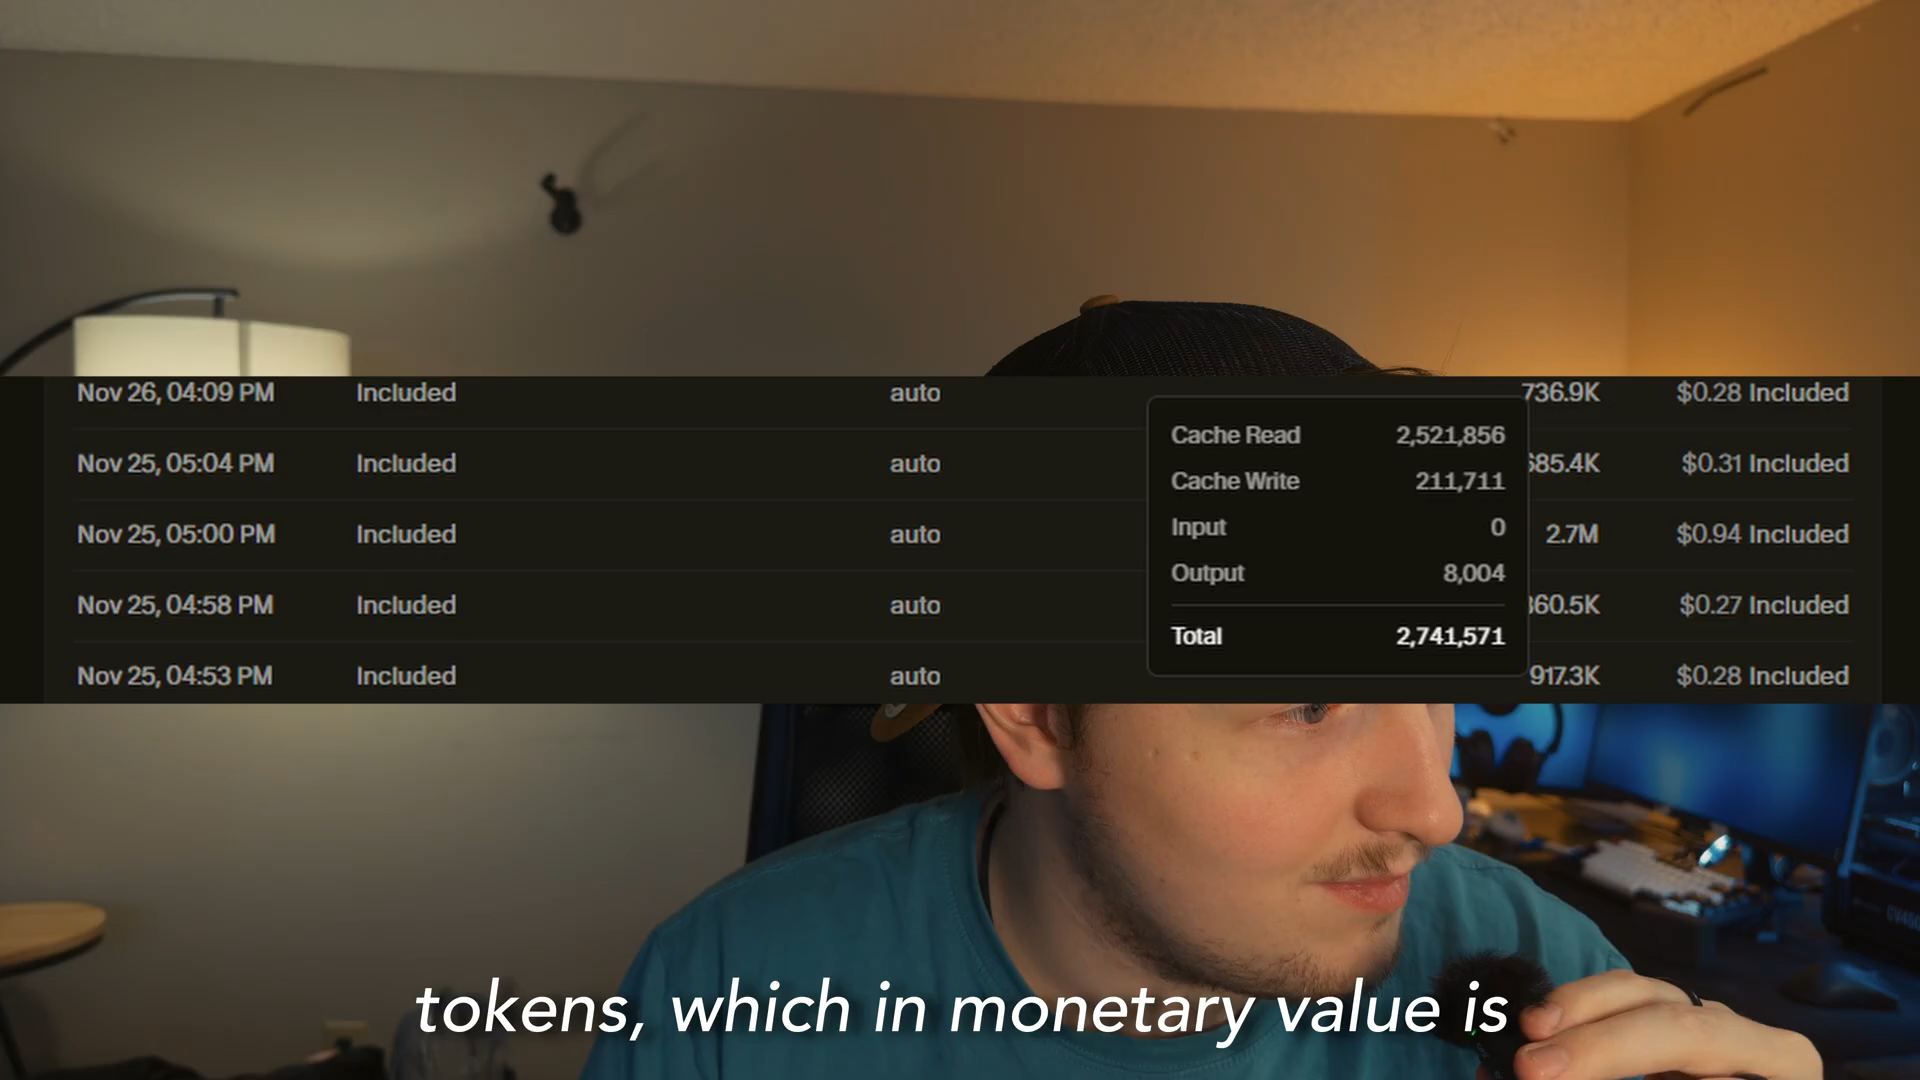 Nov 26, 04:09 PM Included auto 736.9K $0.28 Included
Nov 25, 05:04 PM Included auto 685.4K $0.31 Included
Nov 25, 05:00 PM Included auto 2.7M $0.94 Included
Nov 25, 04:58 PM Included auto 60.5K $0.27 Included
Nov 25, 04:53 PM Included auto 917.3K $0.28 Included
Cache Read 2,521,856
Cache Write 211,711
Input 0
Output 8,004
Total 2,741,571
tokens, which in monetary value is